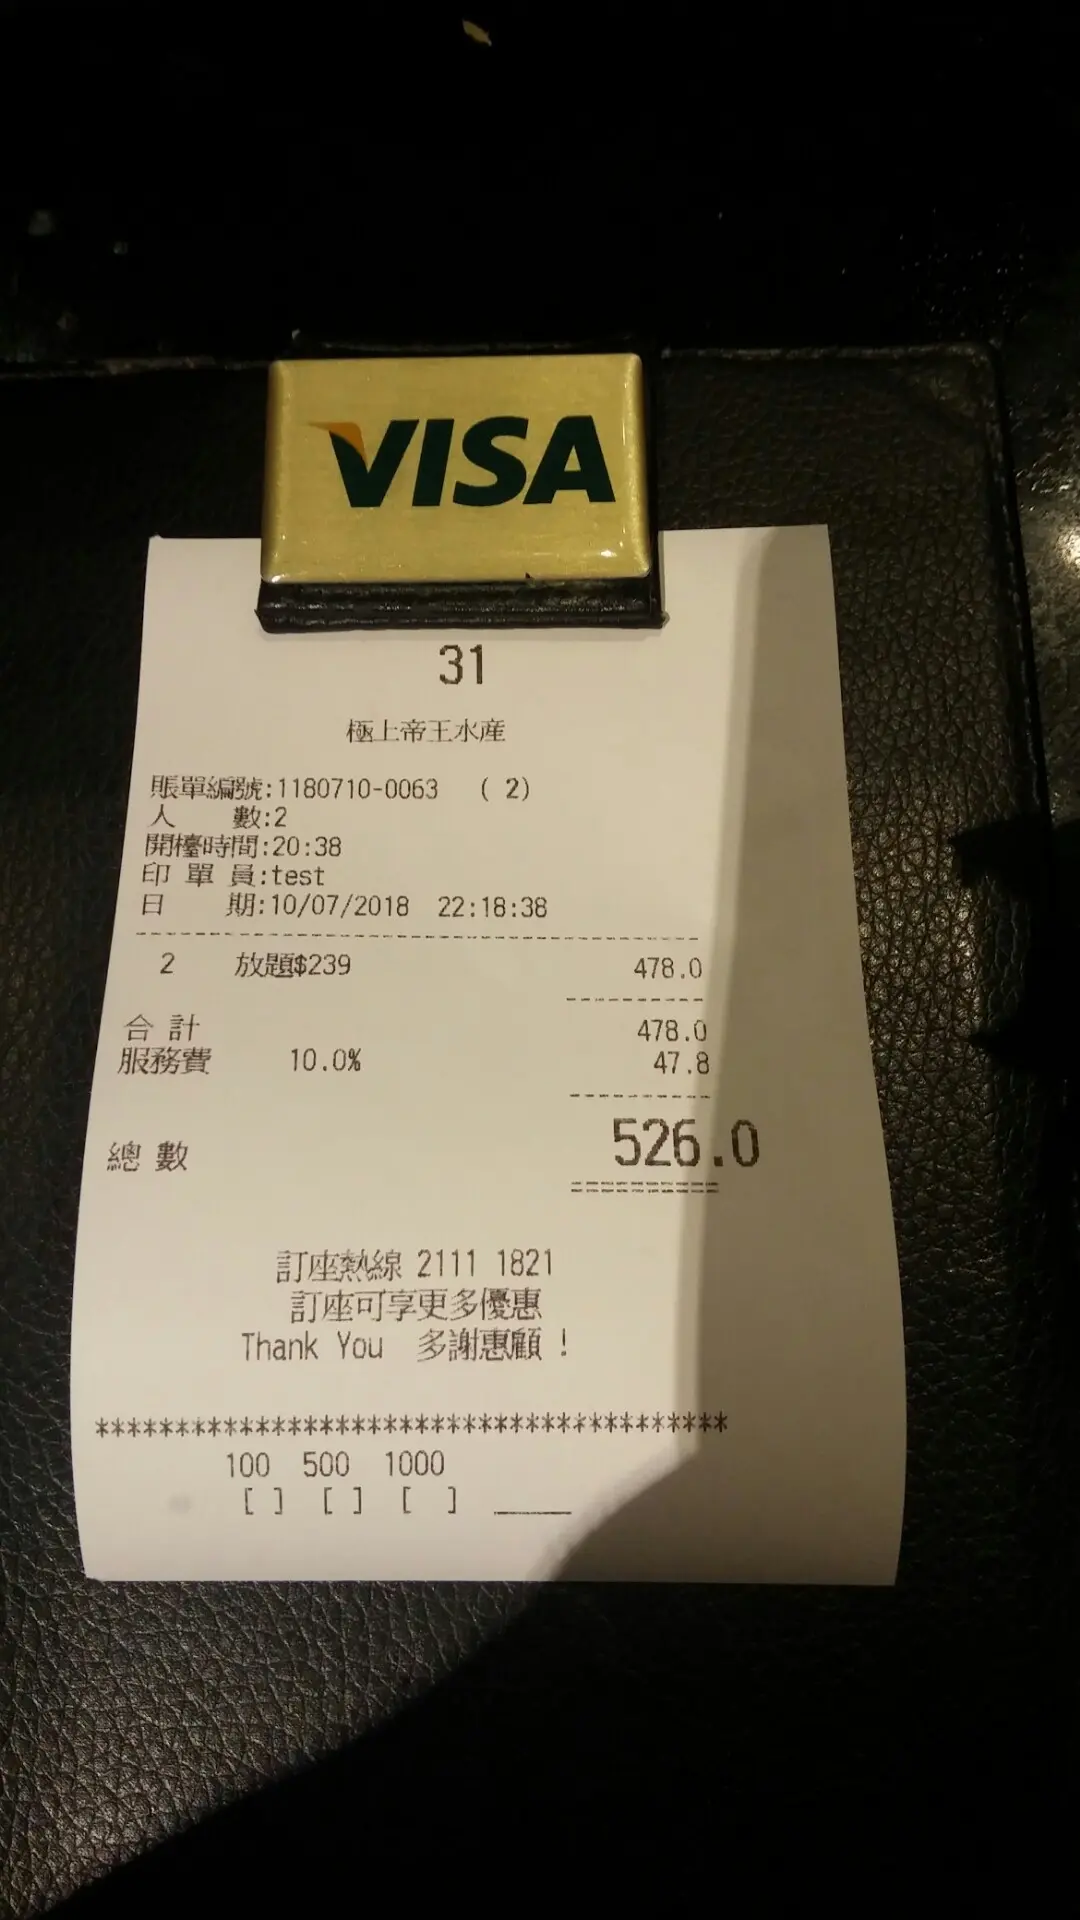 VISA
31
極上帝王水産
賬單編號:1180710-0063 ( 2)
人 數:2
開檯時間:20:38
印 單 員:test
日 期:10/07/2018 22:18:38
2 放題$239 478.0
合 計 478.0
服務費 10.0% 47.8
總 數 526.0
訂座熱線 2111 1821
訂座可享更多優惠
Thank You 多謝惠顧 !
****************************************
100 500 1000
[ ] [ ] [ ] ______